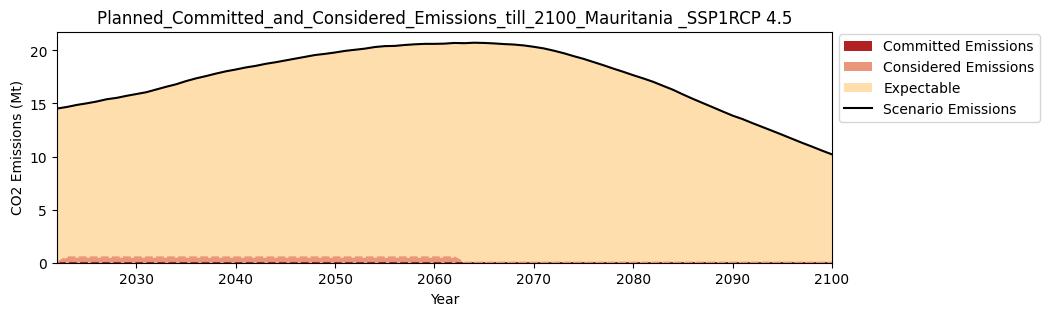 Planned_Committed_and_Considered_Emissions_till_2100_Mauritania _SSP1RCP 4.5
Committed Emissions
Considered Emissions
Expectable
Scenario Emissions
CO2 Emissions (Mt)
20
15
10
5
0
2030 2040 2050 2060 2070 2080 2090 2100
Year